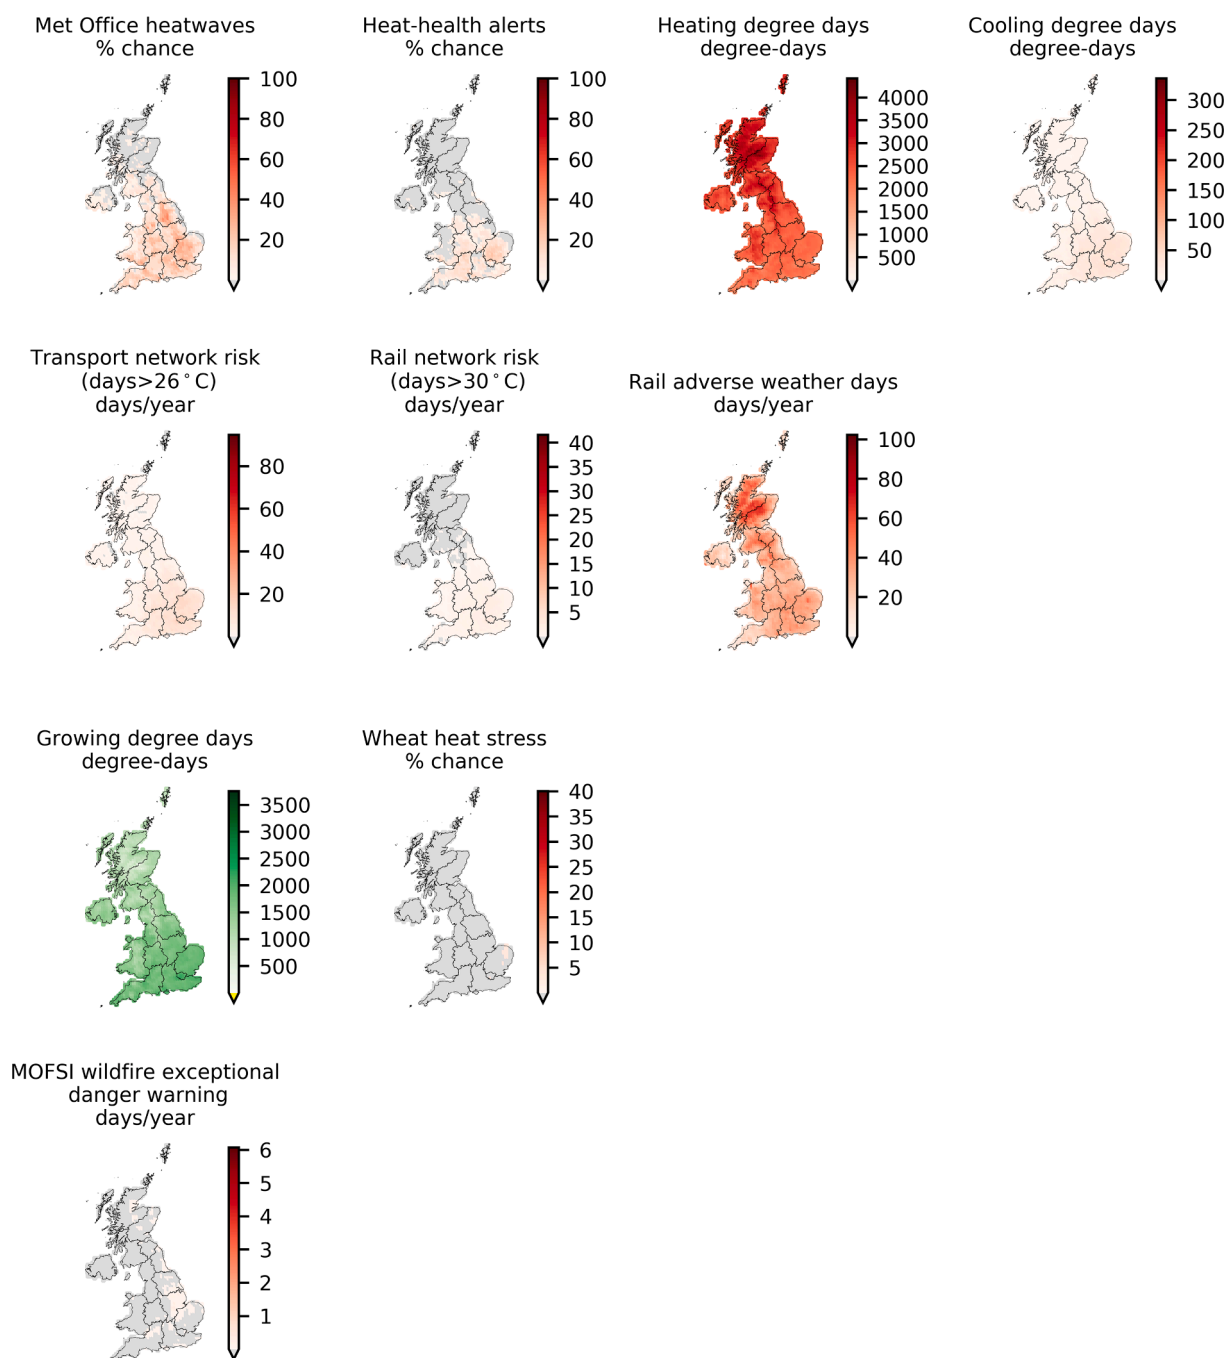 Met Office heatwaves
% chance
100
80
60
40
20
Heat-health alerts
% chance
100
80
60
40
20
Heating degree days
degree-days
4000
3500
3000
2500
2000
1500
1000
500
Cooling degree days
degree-days
300
250
200
150
100
50
Transport network risk
(days>26°C)
days/year
80
60
40
20
Rail network risk
(days>30°C)
days/year
40
35
30
25
20
15
10
5
Rail adverse weather days
days/year
100
80
60
40
20
Growing degree days
degree-days
3500
3000
2500
2000
1500
1000
500
Wheat heat stress
% chance
40
35
30
25
20
15
10
5
MOFSI wildfire exceptional
danger warning
days/year
6
5
4
3
2
1